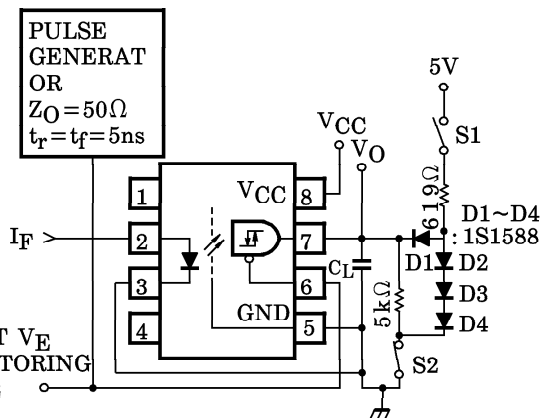 PULSE
GENERAT
OR
ZO=50Ω
tr=tf=5ns
5V
S1
VCC
VO
619Ω
1
VCC
8
D1~D4
:1S1588
IF
2
7
D1
D2
3
CL
6
5kΩ
D3
4
GND
5
D4
VE
TORING
S2